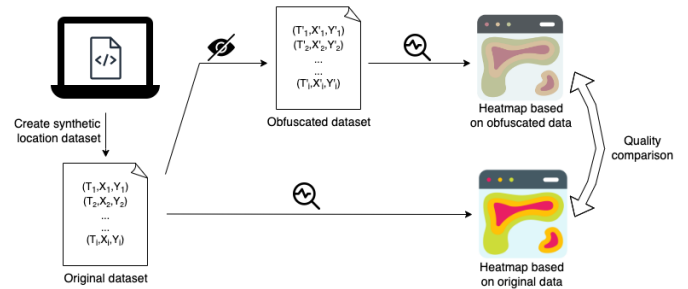 </>
Create synthetic
location dataset
(T₁,X₁,Y₁)
(T₂,X₂,Y₂)
...
...
(Tᵢ,Xᵢ,Yᵢ)
Original dataset
(T'₁,X'₁,Y'₁)
(T'₂,X'₂,Y'₂)
...
...
(T'ᵢ,X'ᵢ,Y'ᵢ)
Obfuscated dataset
Heatmap based
on obfuscated data
Quality
comparison
Heatmap based
on original data